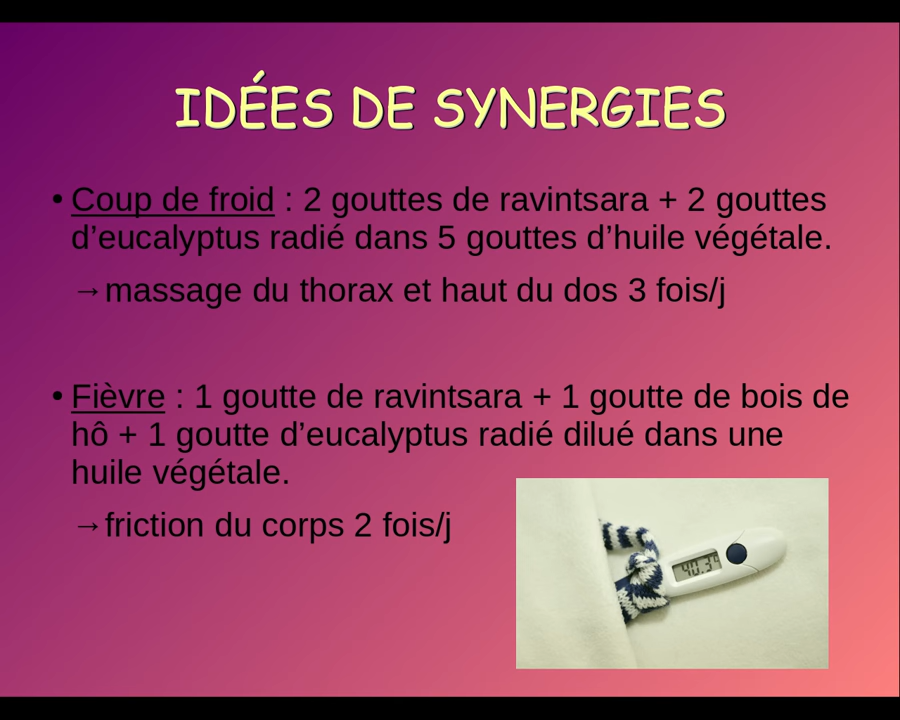 IDÉES DE SYNERGIES
• Coup de froid : 2 gouttes de ravintsara + 2 gouttes
d’eucalyptus radié dans 5 gouttes d’huile végétale.
→massage du thorax et haut du dos 3 fois/j
• Fièvre : 1 goutte de ravintsara + 1 goutte de bois de
hô + 1 goutte d’eucalyptus radié dilué dans une
huile végétale.
→friction du corps 2 fois/j
40.3